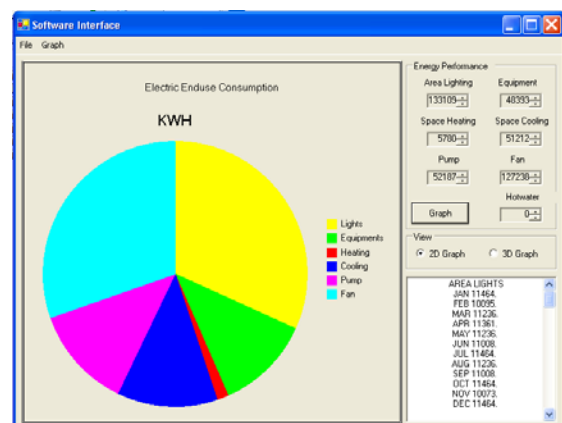 Software Interface
File Graph
Electric Enduse Consumption
KWH
Lights
Equipments
Heating
Cooling
Pump
Fan
Energy Performance
Area Lighting Equipment
133109 48393
Space Heating Space Cooling
5780 51212
Pump Fan
52187 127238
Hotwater
Graph 0
View
2D Graph 3D Graph
AREA LIGHTS
JAN 11464.
FEB 10095.
MAR 11236.
APR 11361.
MAY 11236.
JUN 11008.
JUL 11464.
AUG 11236.
SEP 11008.
OCT 11464.
NOV 10073.
DEC 11464.